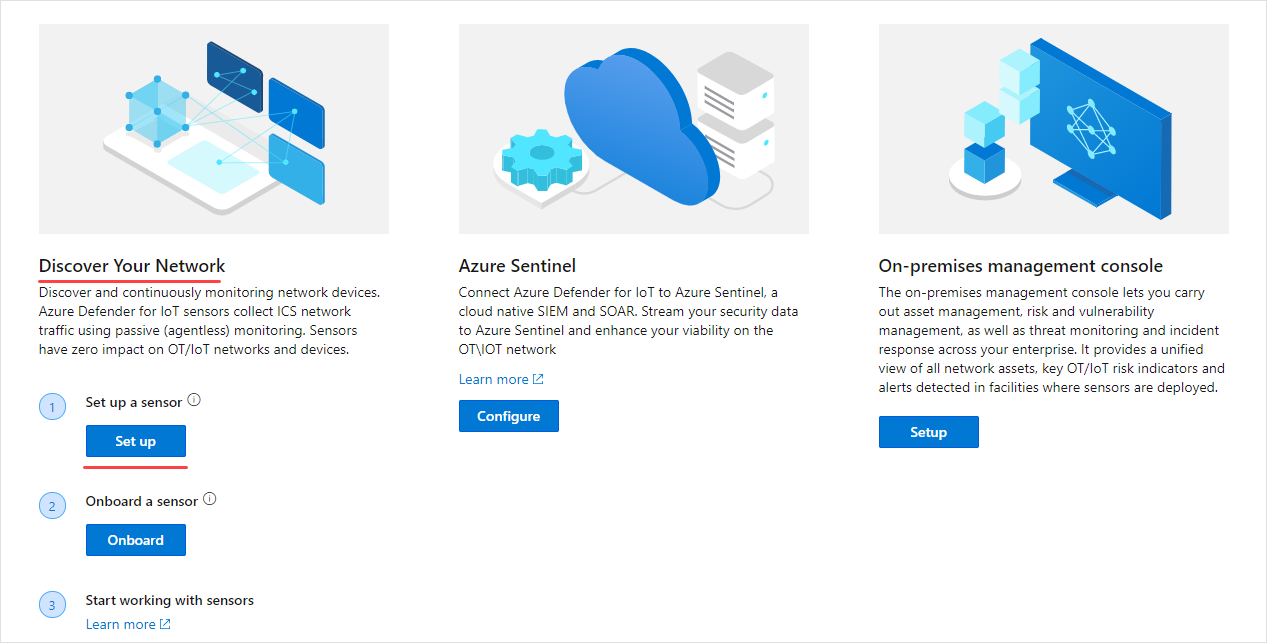 Discover Your Network
Discover and continuously monitoring network devices.
Azure Defender for IoT sensors collect ICS network
traffic using passive (agentless) monitoring. Sensors
have zero impact on OT/IoT networks and devices.
1
Set up a sensor
Set up
2
Onboard a sensor
Onboard
3
Start working with sensors
Learn more
Azure Sentinel
Connect Azure Defender for IoT to Azure Sentinel, a
cloud native SIEM and SOAR. Stream your security data
to Azure Sentinel and enhance your viability on the
OT\IOT network
Learn more
Configure
On-premises management console
The on-premises management console lets you carry
out asset management, risk and vulnerability
management, as well as threat monitoring and incident
response across your enterprise. It provides a unified
view of all network assets, key OT/IoT risk indicators and
alerts detected in facilities where sensors are deployed.
Setup